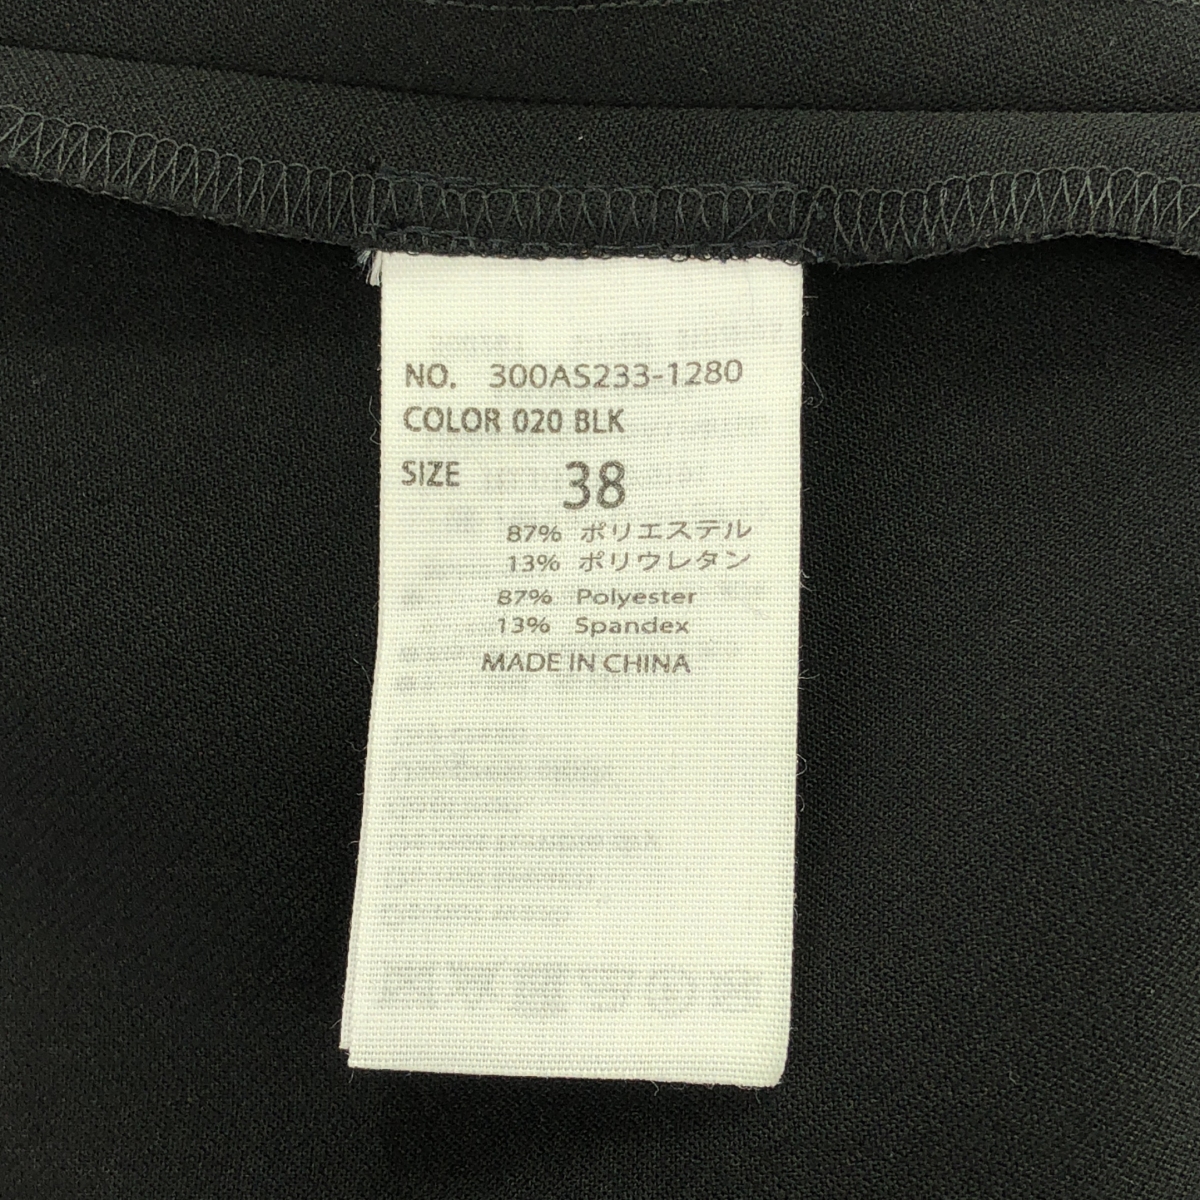 NO. 300AS233-1280
COLOR 020 BLK
SIZE 38
87% ポリエステル
13% ポリウレタン
87% Polyester
13% Spandex
MADE IN CHINA